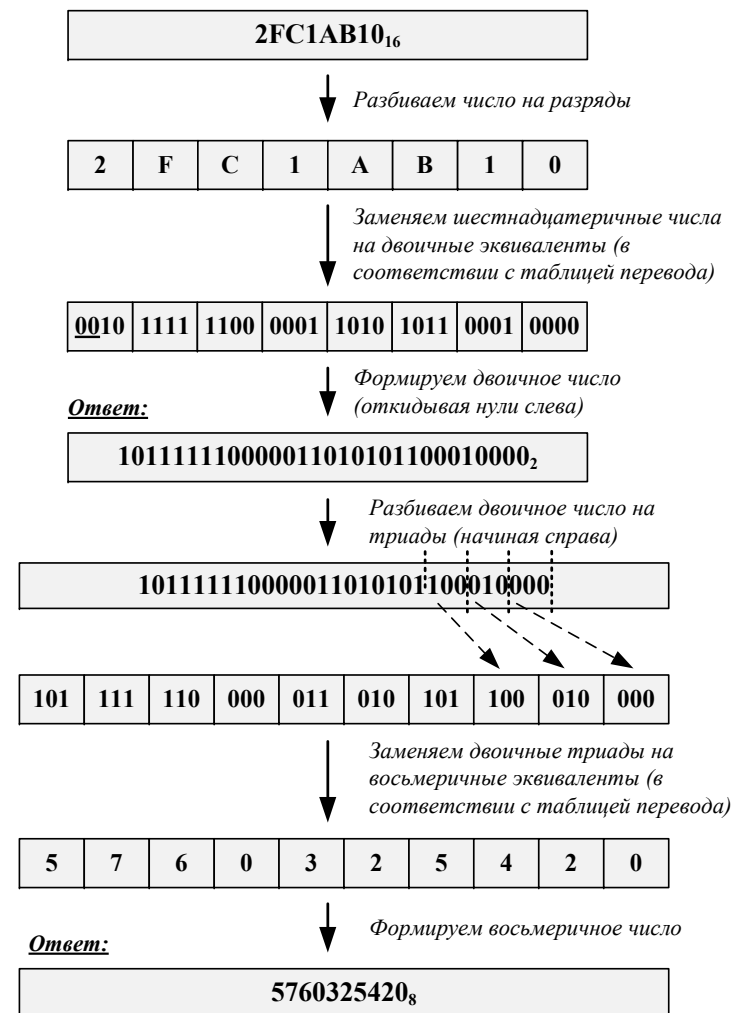 2FC1AB10₁₆
Разбиваем число на разряды
2 F C 1 A B 1 0
Заменяем шестнадцатеричные числа
на двоичные эквиваленты (в
соответствии с таблицей перевода)
0010 1111 1100 0001 1010 1011 0001 0000
Формируем двоичное число
(откидывая нули слева)
Ответ:
101111110000011010101100010000₂
Разбиваем двоичное число на
триады (начиная справа)
101111110000011010101100010000
101 111 110 000 011 010 101 100 010 000
Заменяем двоичные триады на
восьмеричные эквиваленты (в
соответствии с таблицей перевода)
5 7 6 0 3 2 5 4 2 0
Формируем восьмеричное число
Ответ:
5760325420₈